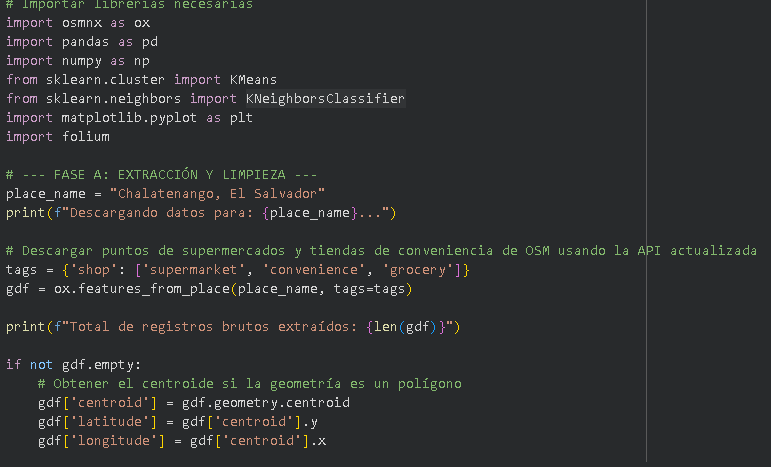 # Importar librerías necesarias
import osmnx as ox
import pandas as pd
import numpy as np
from sklearn.cluster import KMeans
from sklearn.neighbors import KNeighborsClassifier
import matplotlib.pyplot as plt
import folium
# --- FASE A: EXTRACCIÓN Y LIMPIEZA ---
place_name = "Chalatenango, El Salvador"
print(f"Descargando datos para: {place_name}...")
# Descargar puntos de supermercados y tiendas de conveniencia de OSM usando la API actualizada
tags = {'shop': ['supermarket', 'convenience', 'grocery']}
gdf = ox.features_from_place(place_name, tags=tags)
print(f"Total de registros brutos extraídos: {len(gdf)}")
if not gdf.empty:
    # Obtener el centroide si la geometría es un polígono
    gdf['centroid'] = gdf.geometry.centroid
    gdf['latitude'] = gdf['centroid'].y
    gdf['longitude'] = gdf['centroid'].x